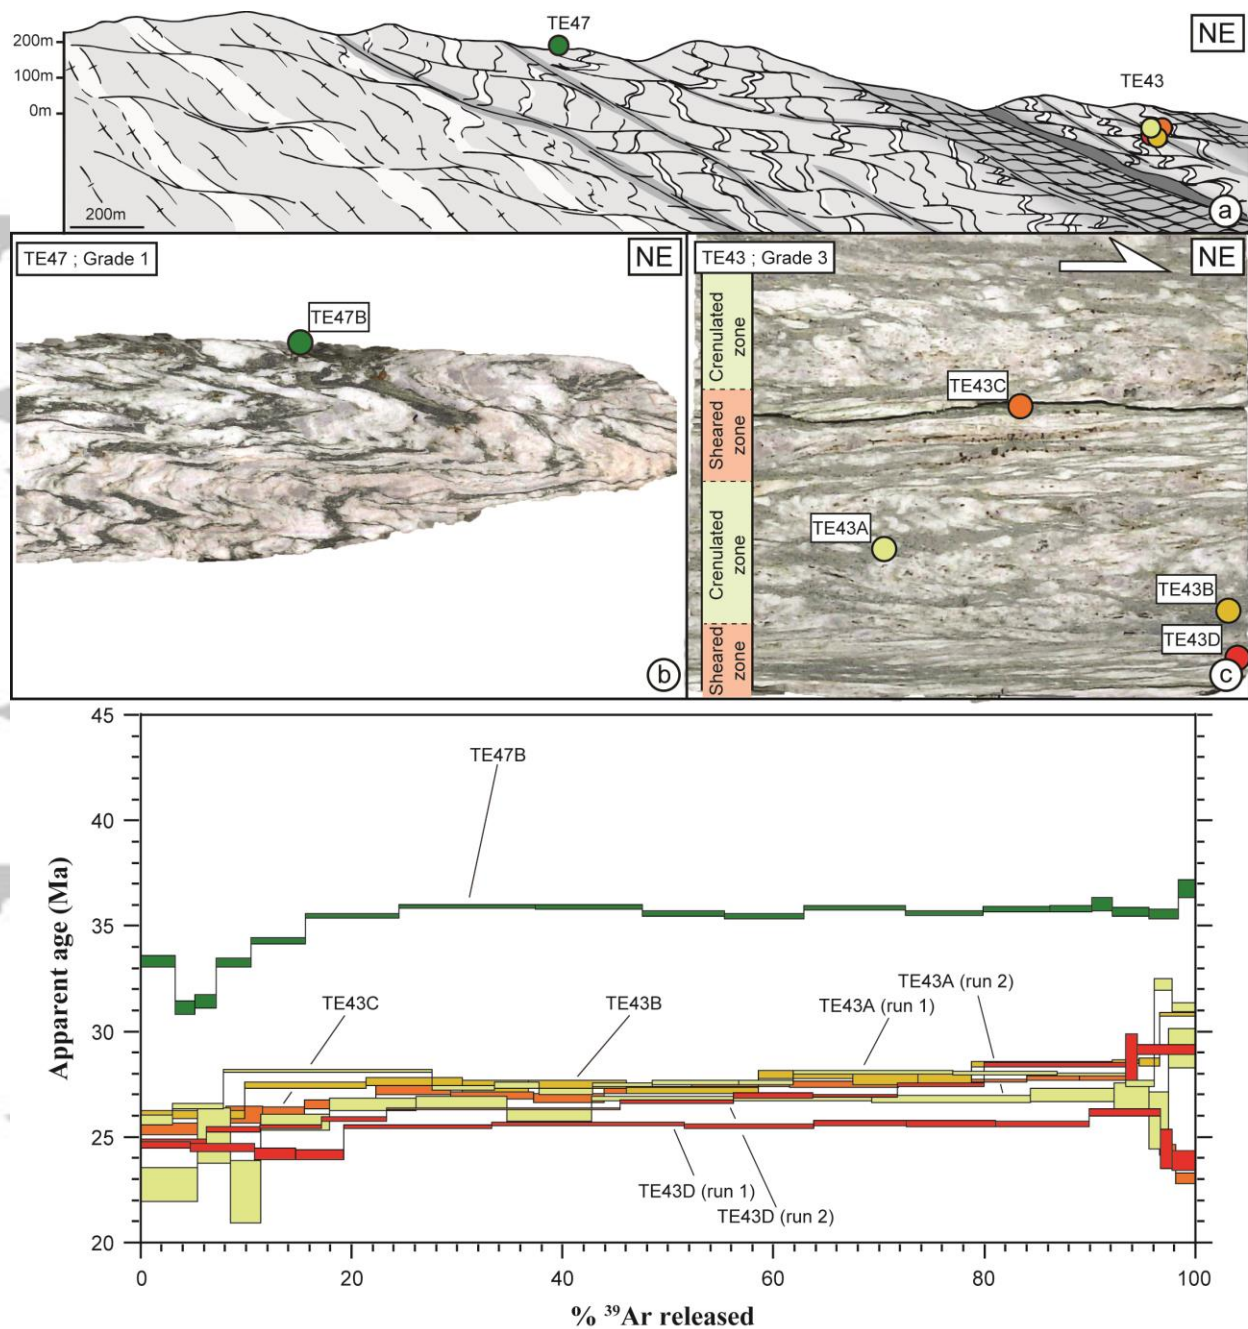 TE47
NE
200m
100m
0m
TE43
200m
a
TE47 ; Grade 1
NE
TE47B
b
TE43 ; Grade 3
NE
Crenulated zone
Sheared zone
Crenulated zone
Sheared zone
TE43C
TE43A
TE43B
TE43D
c
Apparent age (Ma)
45
40
35
30
25
20
TE47B
TE43C
TE43B
TE43A (run 1)
TE43A (run 2)
TE43D (run 1)
TE43D (run 2)
0
20
40
60
80
100
% ³⁹Ar released